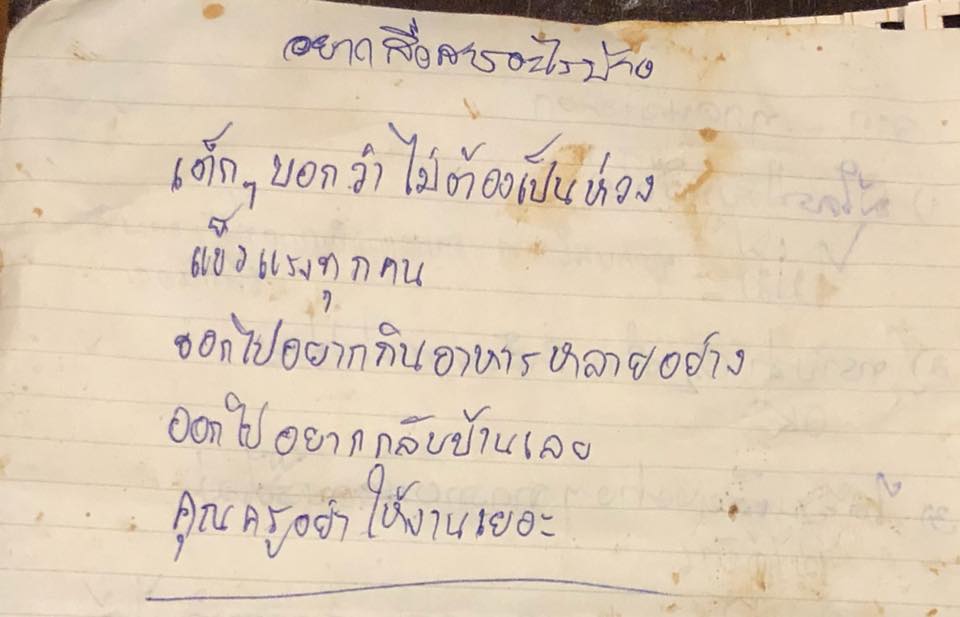 อยากสื่อสารอะไรบ้าง
เด็กๆ บอกว่า ไม่ต้องเป็นห่วง
แข็งแรงทุกคน
ออกไปอยากกินอาหารหลายอย่าง
ออกไปอยากกลับบ้านเลย
คุณครูอย่าให้งานเยอะ